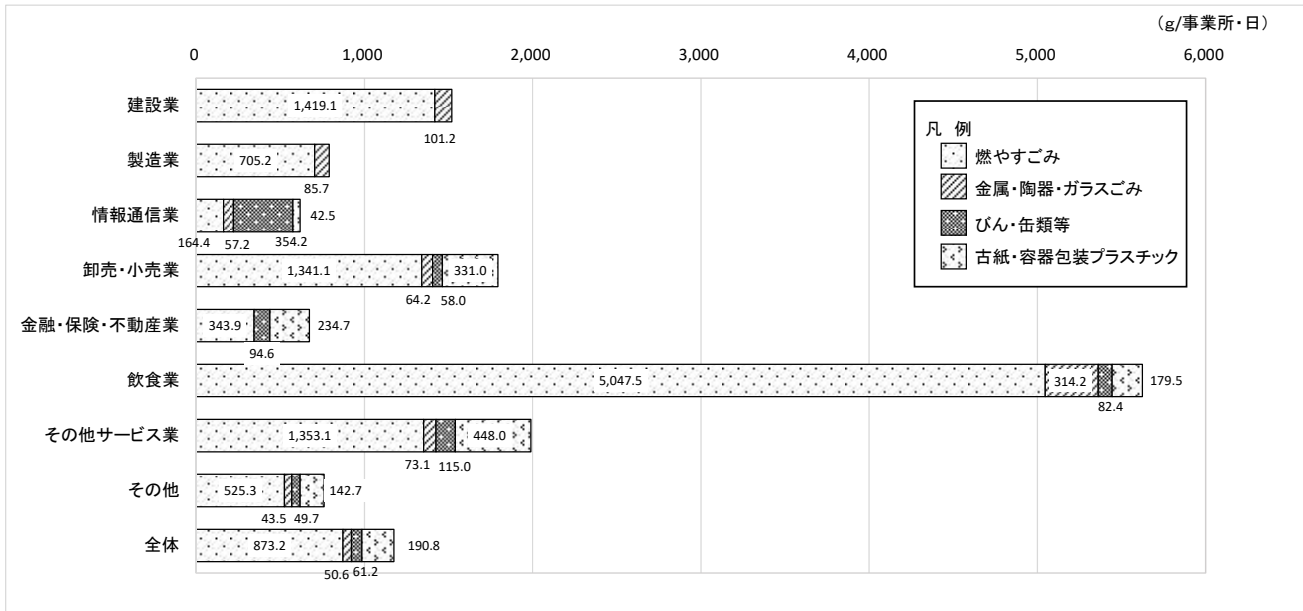 （g/事業所・日）
0 1,000 2,000 3,000 4,000 5,000 6,000
建設業 1,419.1
101.2
製造業 705.2
85.7
情報通信業 42.5
164.4 57.2 354.2
卸売・小売業 1,341.1 331.0
64.2 58.0
金融・保険・不動産業 343.9 234.7
94.6
飲食業 5,047.5 314.2 179.5
82.4
その他サービス業 1,353.1 448.0
73.1 115.0
その他 525.3 142.7
43.5 49.7
全体 873.2 190.8
50.6 61.2
凡 例
燃やすごみ
金属・陶器・ガラスごみ
びん・缶類等
古紙・容器包装プラスチック